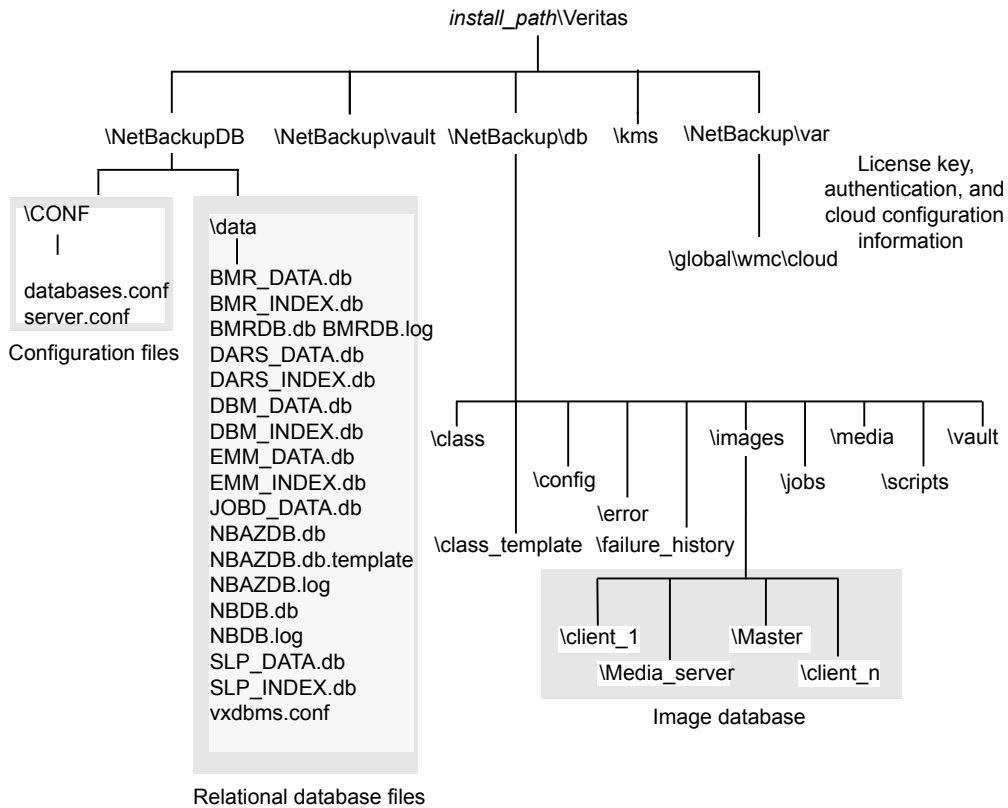 install_path\Veritas
\NetBackupDB
\NetBackup\vault
\NetBackup\db
\kms
\NetBackup\var
License key,
authentication, and
cloud configuration
information
\global\wmc\cloud
\CONF
databases.conf
server.conf
Configuration files
\data
BMR_DATA.db
BMR_INDEX.db
BMRDB.db BMRDB.log
DARS_DATA.db
DARS_INDEX.db
DBM_DATA.db
DBM_INDEX.db
EMM_DATA.db
EMM_INDEX.db
JOBD_DATA.db
NBAZDB.db
NBAZDB.db.template
NBAZDB.log
NBDB.db
NBDB.log
SLP_DATA.db
SLP_INDEX.db
vxdbms.conf
Relational database files
\class
\images
\media
\vault
\config
\jobs
\scripts
\error
\class_template
\failure_history
\client_1
\Master
\Media_server
\client_n
Image database